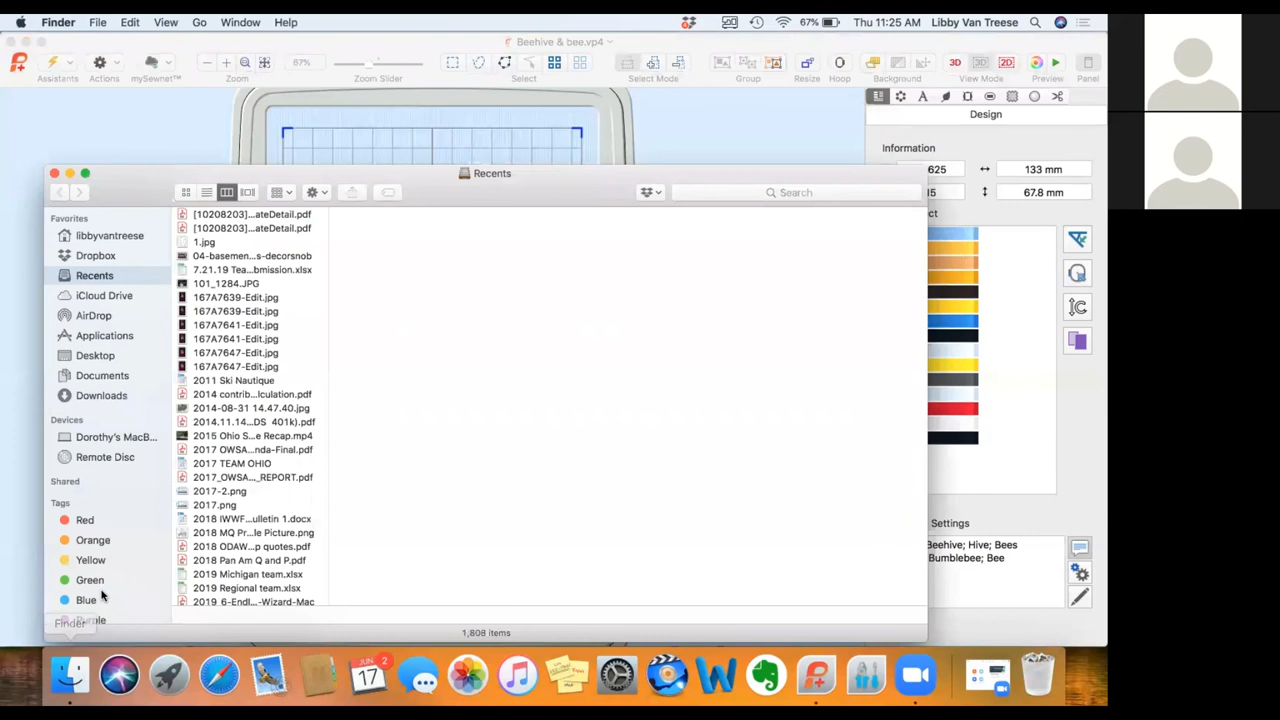 Finder File Edit View Go Window Help 67% Thu 11:25 AM Libby Van Treese
Beehive & bee.vp4
Assistants Actions mySewnet™ Zoom 87% Zoom Slider Select Select Mode Group Resize Hoop Background 3D 3D 2D View Mode Preview Panel
Design
Information
625 133 mm
15 67.8 mm
Settings
Beehive; Hive; Bees
Bumblebee; Bee
Recents
Search
Favorites
libbyvantreese
Dropbox
Recents
iCloud Drive
AirDrop
Applications
Desktop
Documents
Downloads
Devices
Dorothy's MacB...
Remote Disc
Shared
Tags
Red
Orange
Yellow
Green
Blue
Finder
[10208203]...ateDetail.pdf
[10208203]...ateDetail.pdf
1.jpg
04-basemen...s-decorsnob
7.21.19 Tea...bmission.xlsx
101_1284.JPG
167A7639-Edit.jpg
167A7639-Edit.jpg
167A7641-Edit.jpg
167A7641-Edit.jpg
167A7647-Edit.jpg
167A7647-Edit.jpg
2011 Ski Nautique
2014 contrib...lculation.pdf
2014-08-31 14.47.40.jpg
2014.11.14...DS 401k).pdf
2015 Ohio S...e Recap.mp4
2017 OWSA...nda-Final.pdf
2017 TEAM OHIO
2017_OWSA..._REPORT.pdf
2017-2.png
2017.png
2018 IWWF...ulletin 1.docx
2018 MQ Pr...le Picture.png
2018 ODAW...p quotes.pdf
2018 Pan Am Q and P.pdf
2019 Michigan team.xlsx
2019 Regional team.xlsx
2019_6-Endl...-Wizard-Mac
1,808 items
JUN 17 2